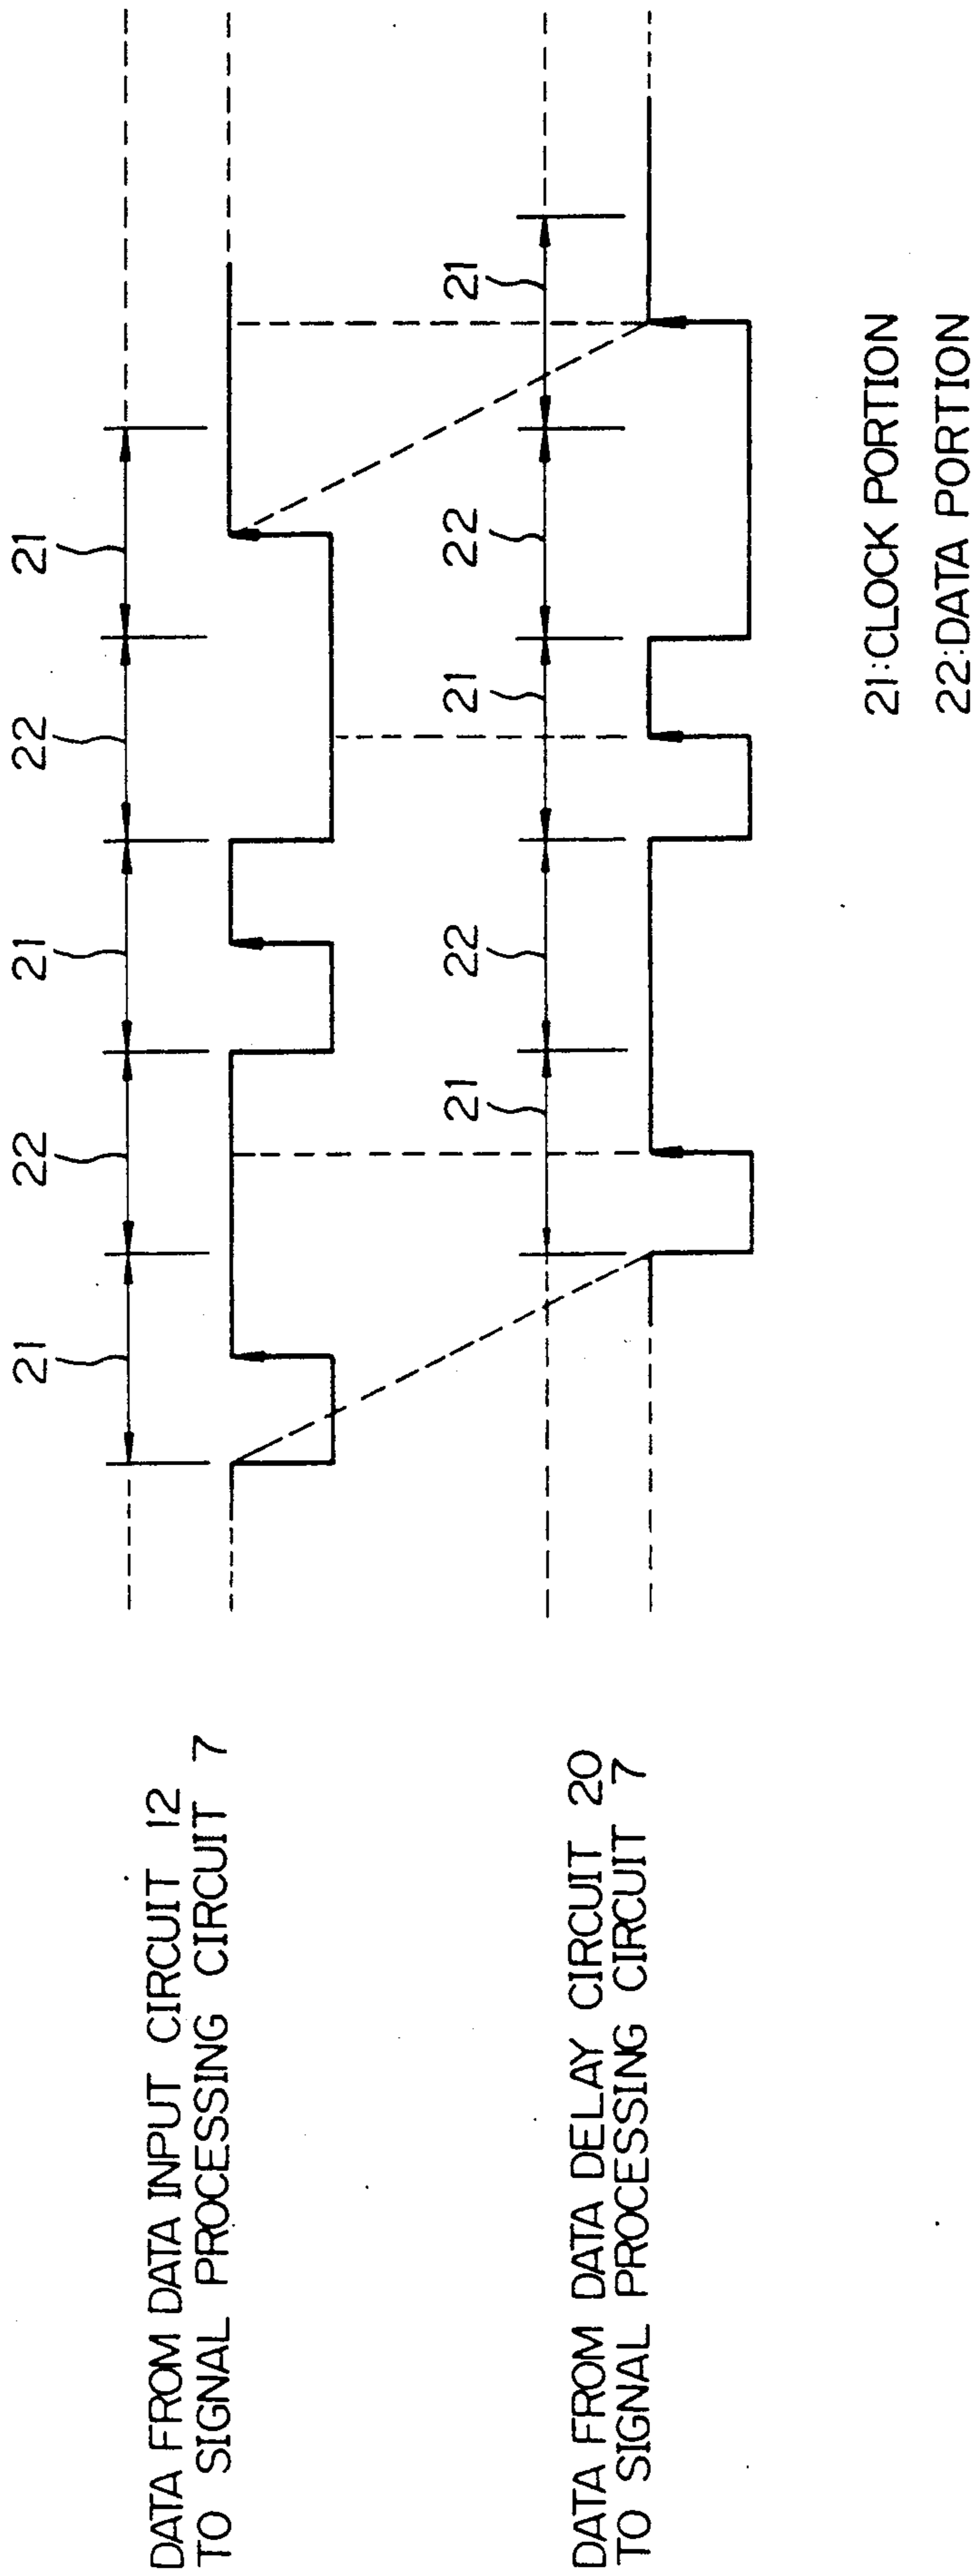 DATA FROM DATA INPUT CIRCUIT 12
TO SIGNAL PROCESSING CIRCUIT 7
21 22 21 22 21
DATA FROM DATA DELAY CIRCUIT 20
TO SIGNAL PROCESSING CIRCUIT 7
21 22 21 22 21
21:CLOCK PORTION
22:DATA PORTION